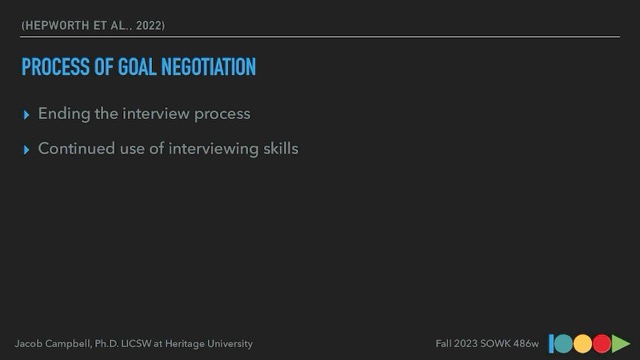 (HEPWORTH ET AL., 2022)
PROCESS OF GOAL NEGOTIATION
Ending the interview process
Continued use of interviewing skills
Jacob Campbell, Ph.D. LICSW at Heritage University
Fall 2023 SOWK 486w